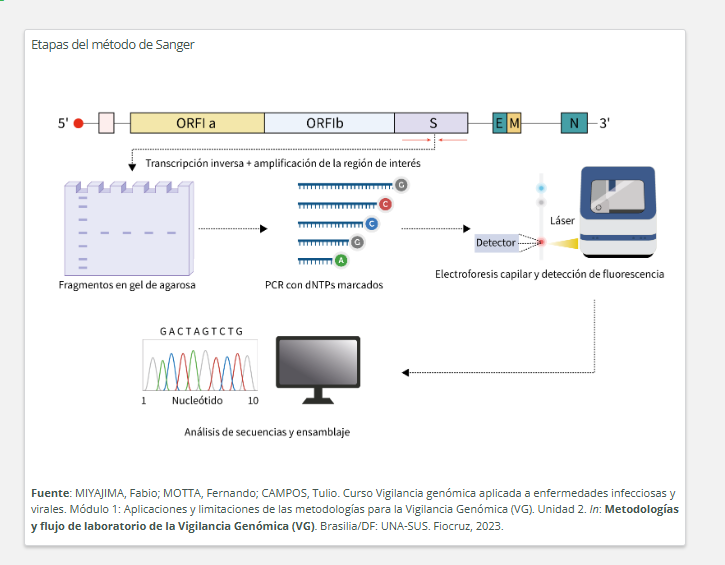 Etapas del método de Sanger
5' ORFI a ORFIb S E M N 3'
Transcripción inversa + amplificación de la región de interés
G
C
C
G
A
Láser
Detector
Fragmentos en gel de agarosa
PCR con dNTPs marcados
Electroforesis capilar y detección de fluorescencia
GACTAGTCTG
1 Nucleótido 10
Análisis de secuencias y ensamblaje
Fuente: MIYAJIMA, Fabio; MOTTA, Fernando; CAMPOS, Tulio. Curso Vigilancia genómica aplicada a enfermedades infecciosas y
virales. Módulo 1: Aplicaciones y limitaciones de las metodologías para la Vigilancia Genómica (VG). Unidad 2. In: Metodologías
y flujo de laboratorio de la Vigilancia Genómica (VG). Brasilia/DF: UNA-SUS. Fiocruz, 2023.